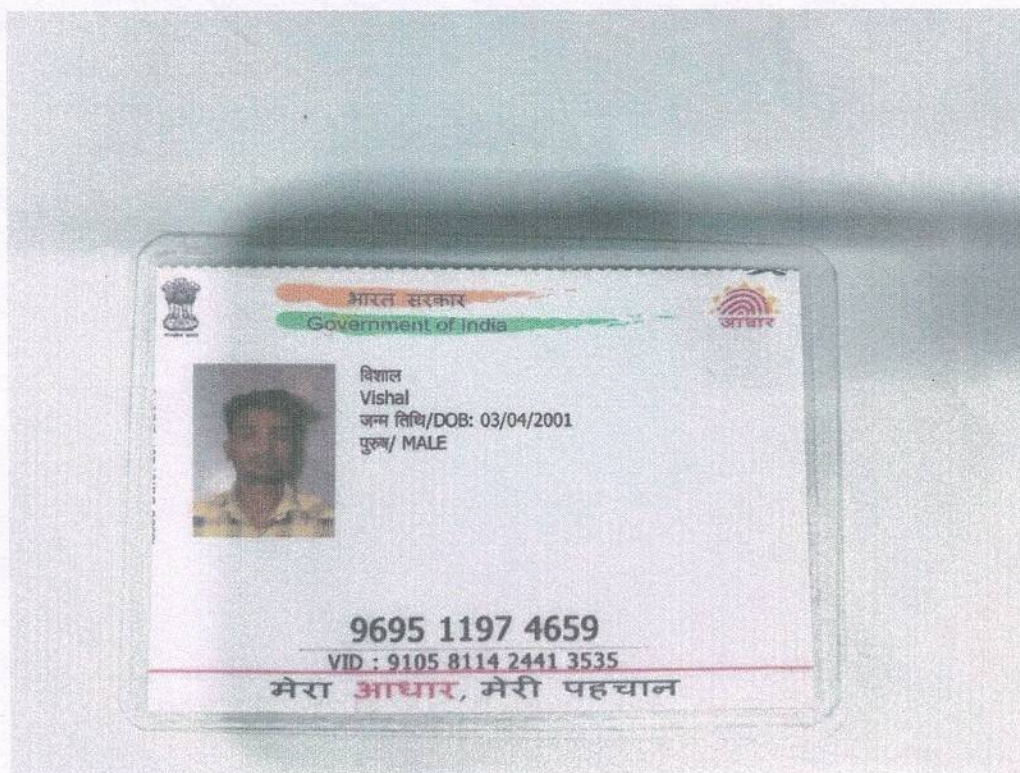 भारत सरकार
Government of India
आधार
विशाल
Vishal
जन्म तिथि/DOB: 03/04/2001
पुरुष/ MALE
9695 1197 4659
VID : 9105 8114 2441 3535
मेरा आधार, मेरी पहचान